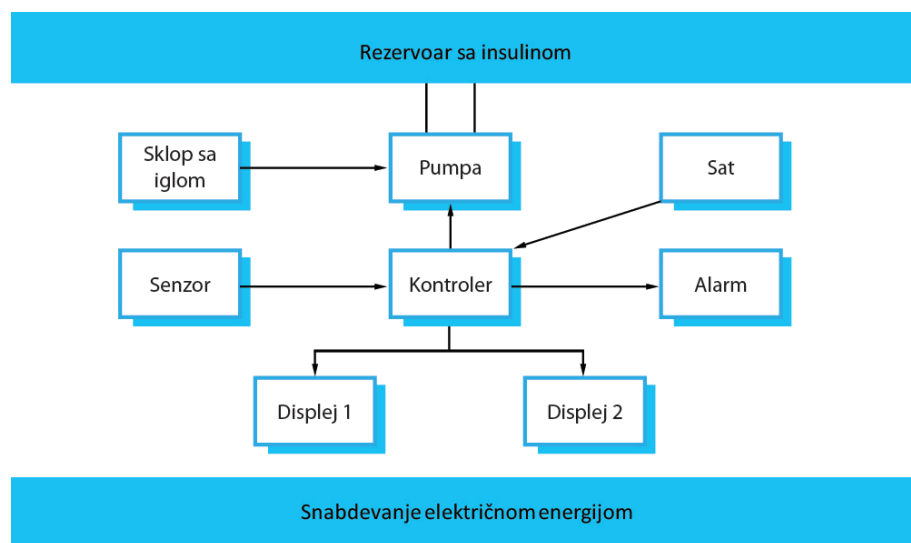 Rezervoar sa insulinom
Sklop sa
iglom
Pumpa
Sat
Senzor
Kontroler
Alarm
Displej 1
Displej 2
Snabdevanje električnom energijom